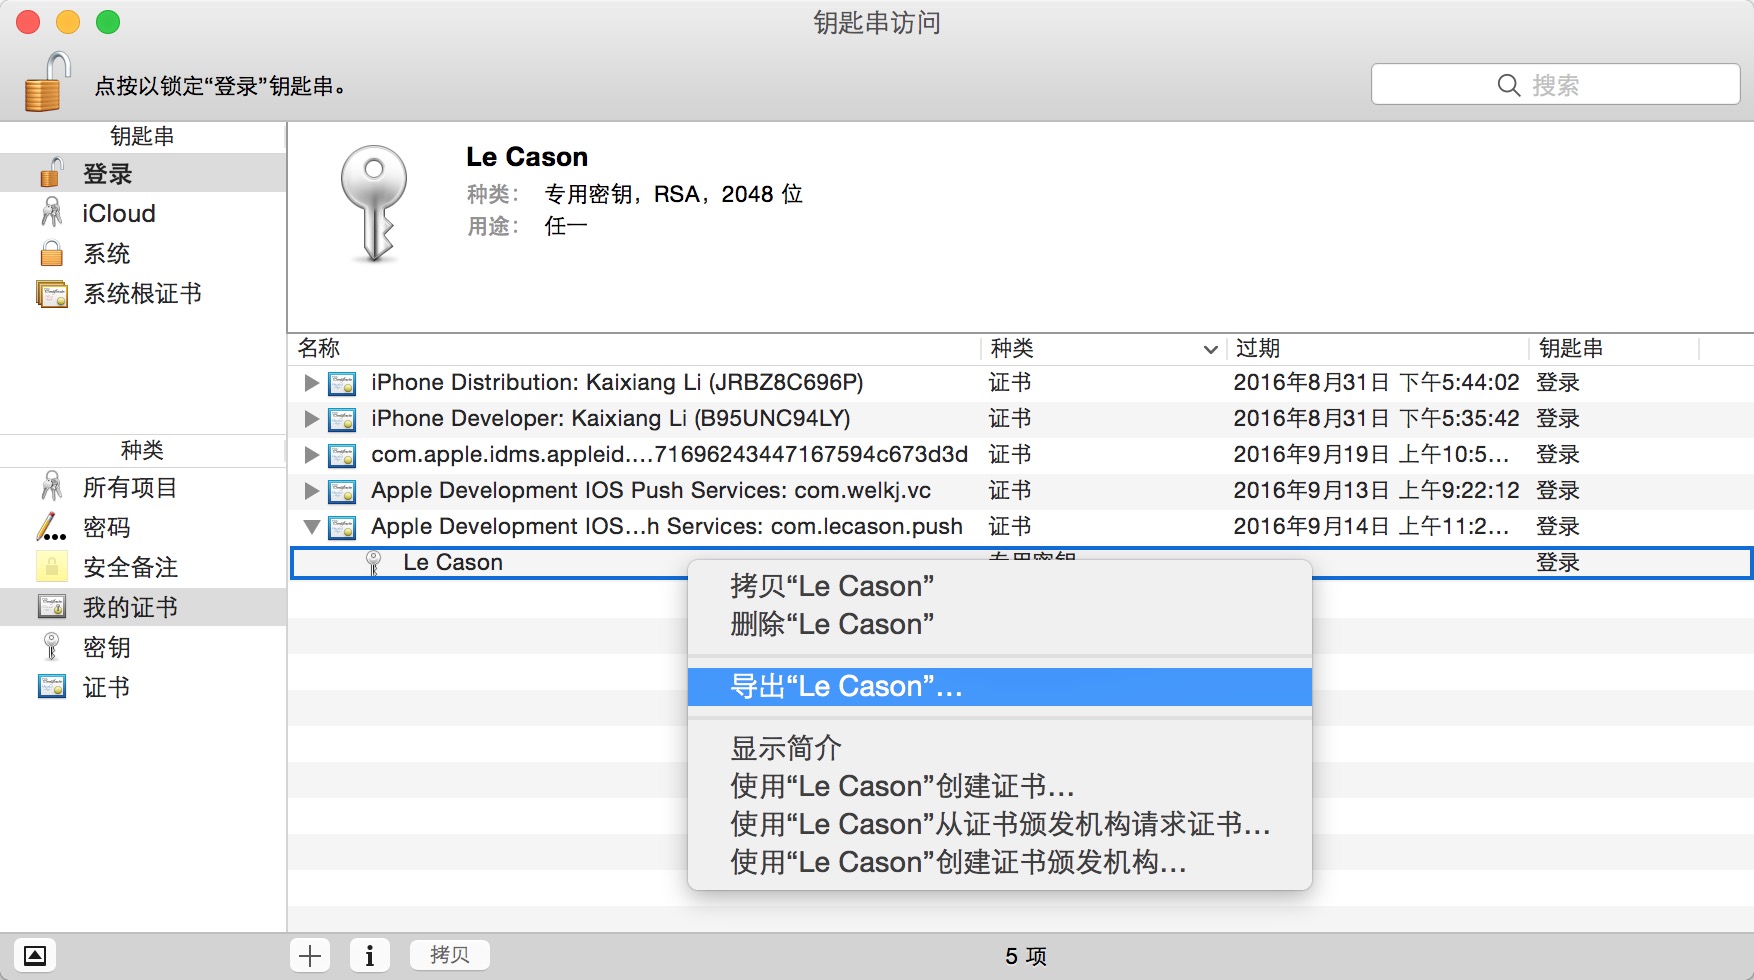 钥匙串访问
点按以锁定“登录”钥匙串。
搜索
钥匙串
登录
iCloud
系统
系统根证书
种类
所有项目
密码
安全备注
我的证书
密钥
证书
Le Cason
种类： 专用密钥，RSA，2048 位
用途： 任一
名称 种类 过期 钥匙串
iPhone Distribution: Kaixiang Li (JRBZ8C696P) 证书 2016年8月31日 下午5:44:02 登录
iPhone Developer: Kaixiang Li (B95UNC94LY) 证书 2016年8月31日 下午5:35:42 登录
com.apple.idms.appleid....71696243447167594c673d3d 证书 2016年9月19日 上午10:5... 登录
Apple Development IOS Push Services: com.welkj.vc 证书 2016年9月13日 上午9:22:12 登录
Apple Development IOS...h Services: com.lecason.push 证书 2016年9月14日 上午11:2... 登录
Le Cason 专用密钥 登录
拷贝“Le Cason”
删除“Le Cason”
导出“Le Cason”...
显示简介
使用“Le Cason”创建证书...
使用“Le Cason”从证书颁发机构请求证书...
使用“Le Cason”创建证书颁发机构...
拷贝
5 项